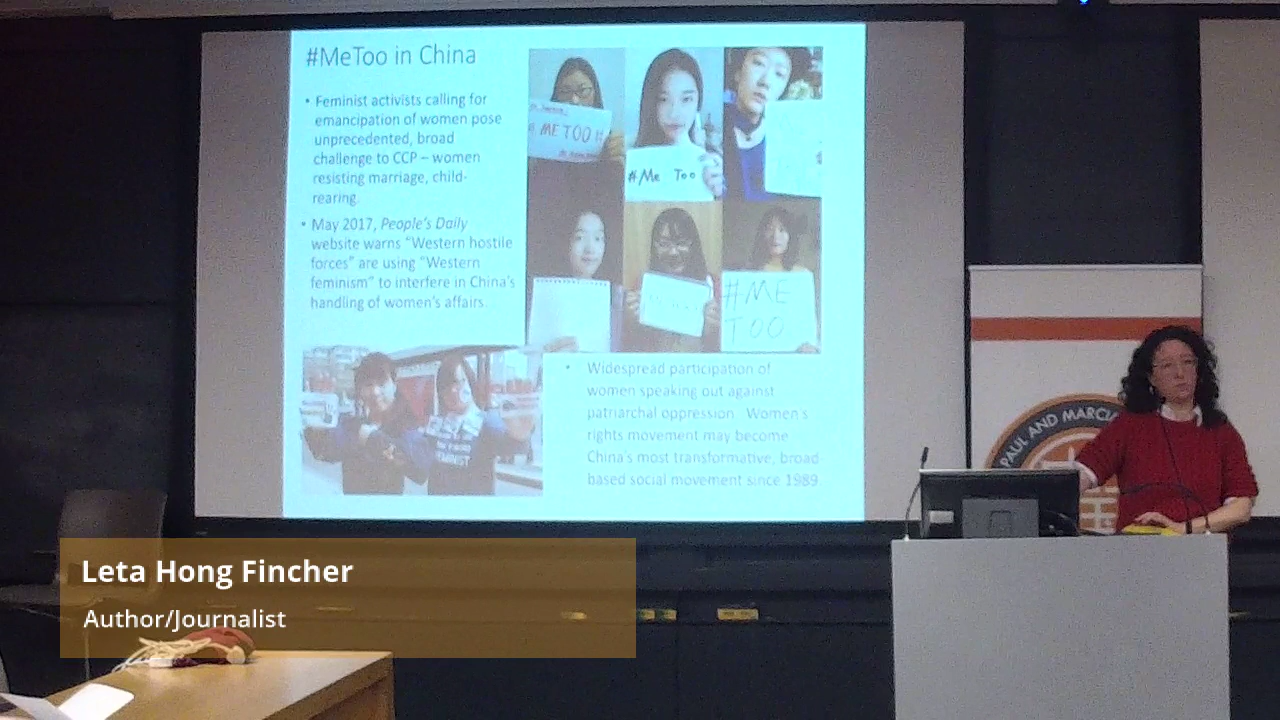 #MeToo in China
• Feminist activists calling for
emancipation of women pose
unprecedented, broad
challenge to CCP – women
resisting marriage, child-
rearing.
• May 2017, People's Daily
website warns "Western hostile
forces" are using "Western
feminism" to interfere in China's
handling of women's affairs.
# ME TOO #
#Me Too
#ME
TOO
FEMINIST
• Widespread participation of
women speaking out against
patriarchal oppression. Women's
rights movement may become
China's most transformative, broad
based social movement since 1989
PAUL AND MARCIA
Leta Hong Fincher
Author/Journalist